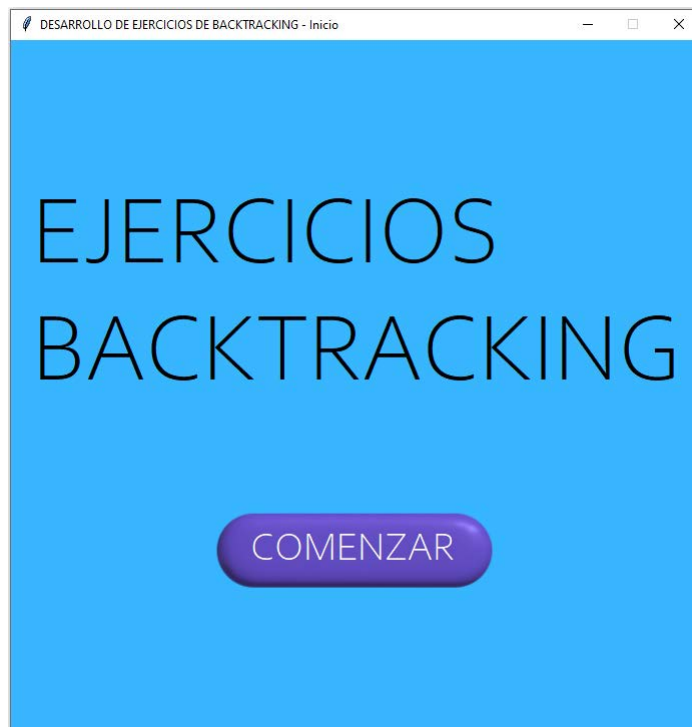 DESARROLLO DE EJERCICIOS DE BACKTRACKING - Inicio
EJERCICIOS
BACKTRACKING
COMENZAR